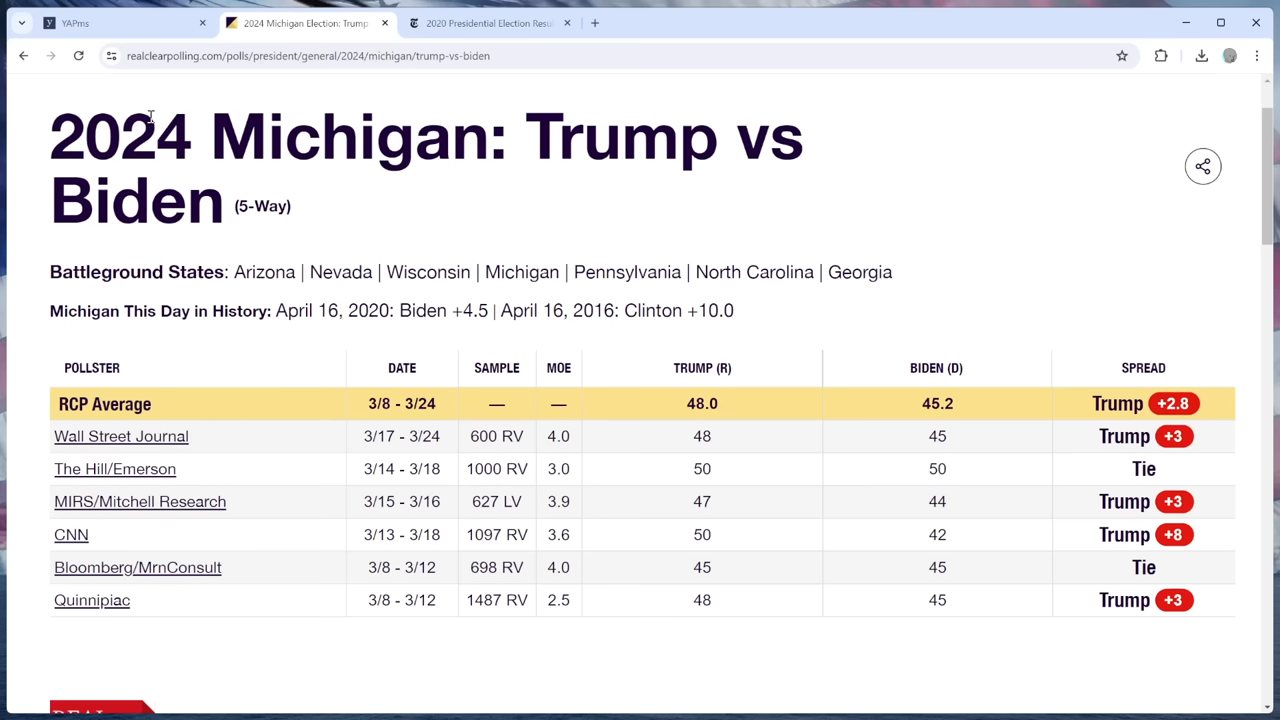 YAPms
2024 Michigan Election: Trump
2020 Presidential Election Resu
realclearpolling.com/polls/president/general/2024/michigan/trump-vs-biden
2024 Michigan: Trump vs
Biden (5-Way)
Battleground States: Arizona | Nevada | Wisconsin | Michigan | Pennsylvania | North Carolina | Georgia
Michigan This Day in History: April 16, 2020: Biden +4.5 | April 16, 2016: Clinton +10.0
POLLSTER DATE SAMPLE MOE TRUMP (R) BIDEN (D) SPREAD
RCP Average 3/8 - 3/24 — — 48.0 45.2 Trump +2.8
Wall Street Journal 3/17 - 3/24 600 RV 4.0 48 45 Trump +3
The Hill/Emerson 3/14 - 3/18 1000 RV 3.0 50 50 Tie
MIRS/Mitchell Research 3/15 - 3/16 627 LV 3.9 47 44 Trump +3
CNN 3/13 - 3/18 1097 RV 3.6 50 42 Trump +8
Bloomberg/MrnConsult 3/8 - 3/12 698 RV 4.0 45 45 Tie
Quinnipiac 3/8 - 3/12 1487 RV 2.5 48 45 Trump +3
REAL